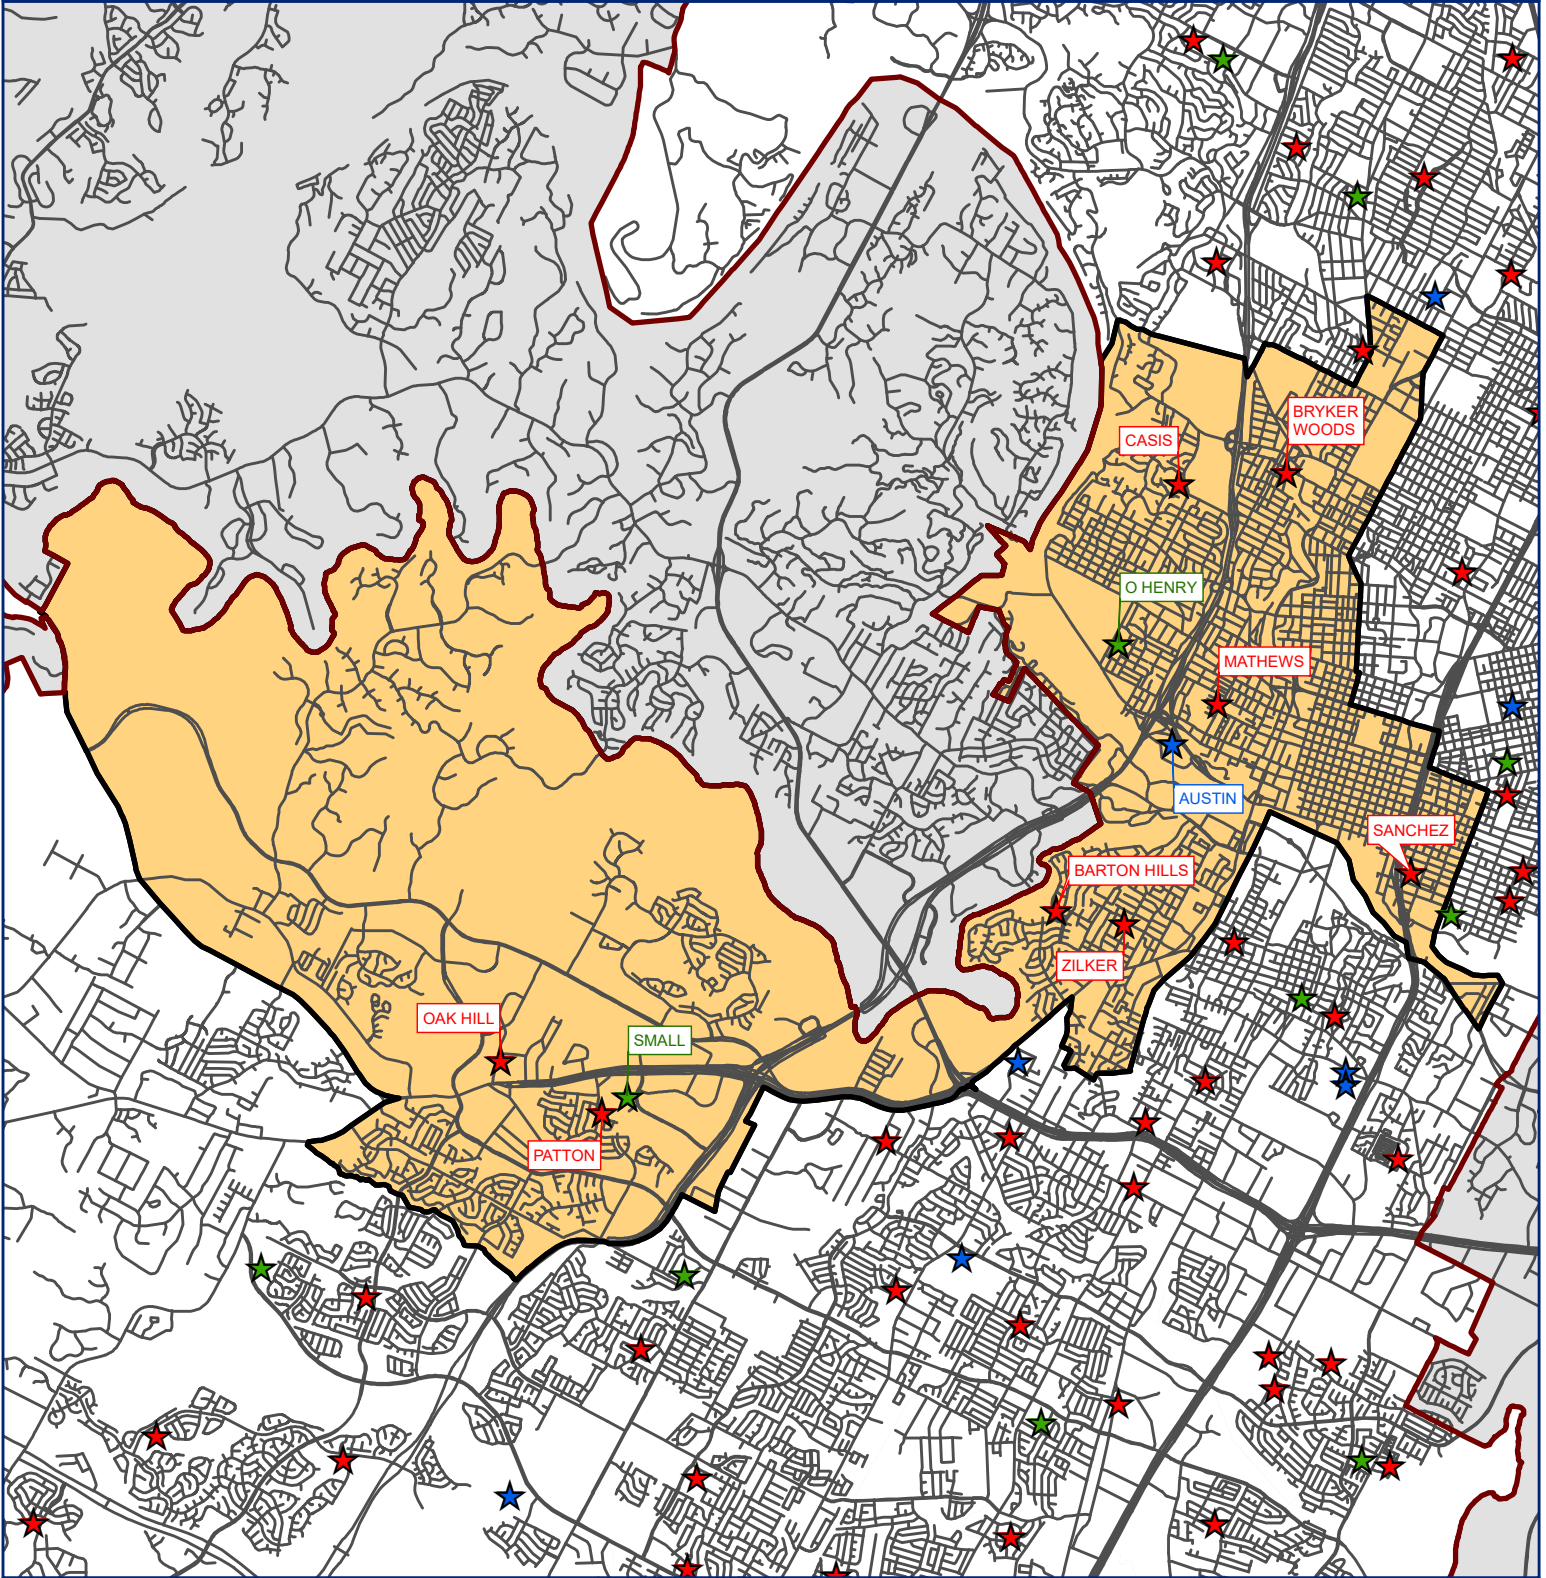 BRYKER
WOODS
CASIS
O HENRY
MATHEWS
AUSTIN
SANCHEZ
BARTON HILLS
ZILKER
OAK HILL
SMALL
PATTON